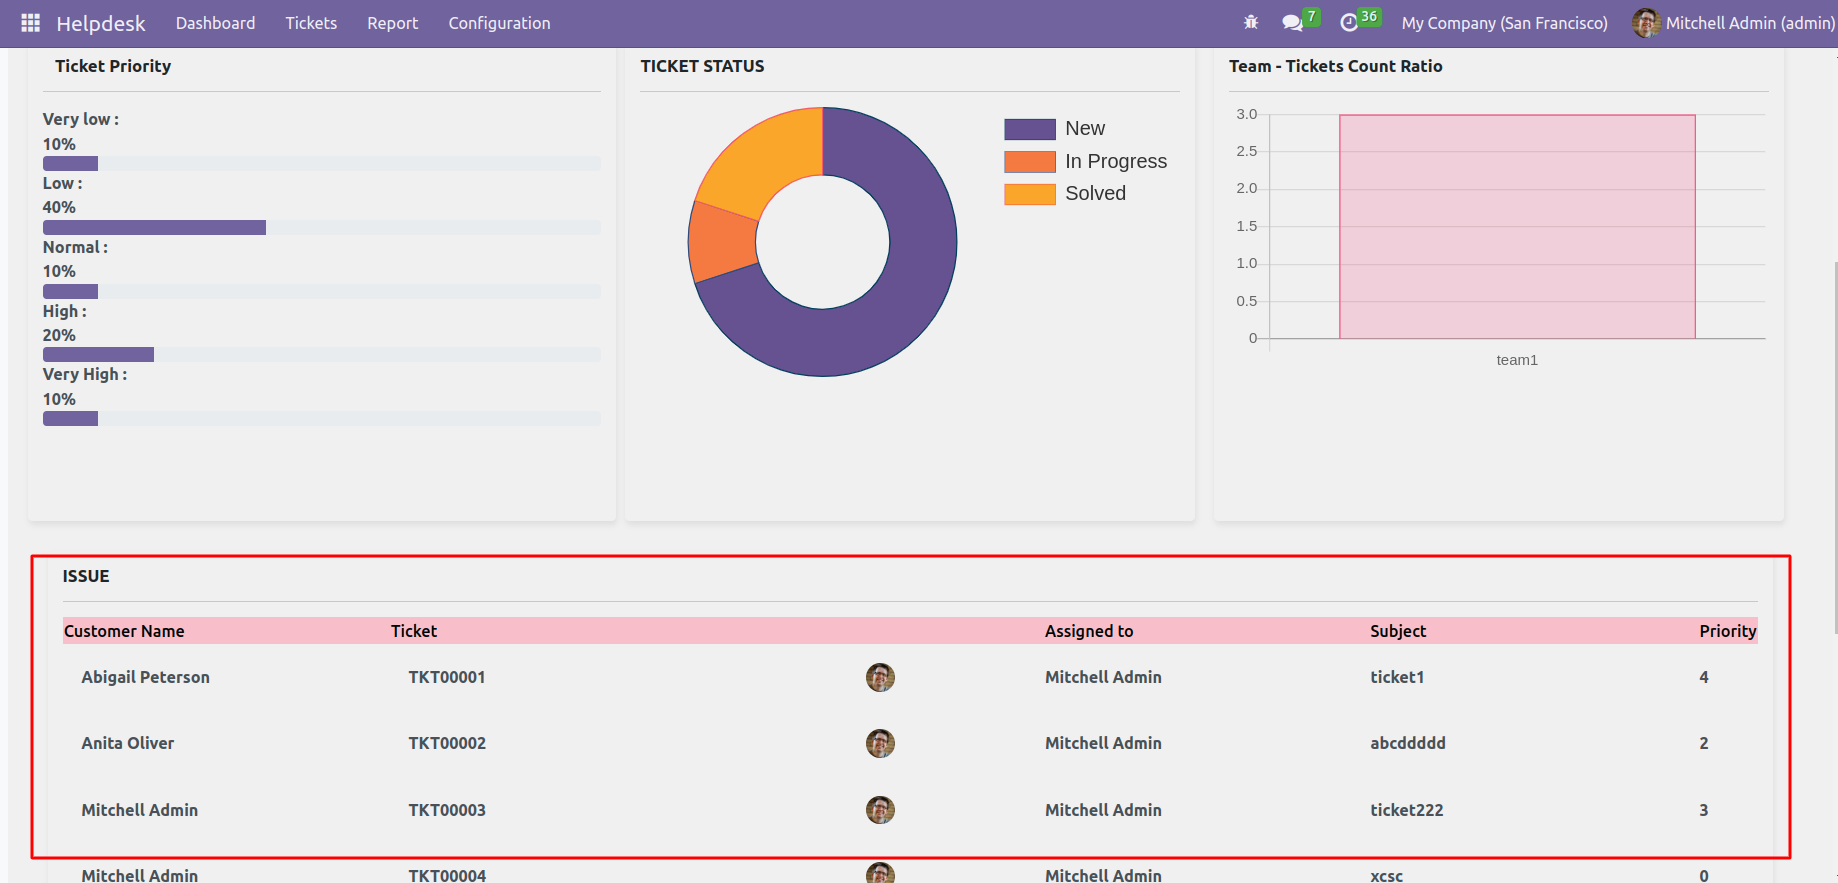 Helpdesk Dashboard Tickets Report Configuration 7 36 My Company (San Francisco) Mitchell Admin (admin)
Ticket Priority
Very low :
10%
Low :
40%
Normal :
10%
High :
20%
Very High :
10%
TICKET STATUS
New
In Progress
Solved
Team - Tickets Count Ratio
3.0
2.5
2.0
1.5
1.0
0.5
0
team1
ISSUE
Customer Name Ticket Assigned to Subject Priority
Abigail Peterson TKT00001 Mitchell Admin ticket1 4
Anita Oliver TKT00002 Mitchell Admin abcddddd 2
Mitchell Admin TKT00003 Mitchell Admin ticket222 3
Mitchell Admin TKT00004 Mitchell Admin xcsc 0